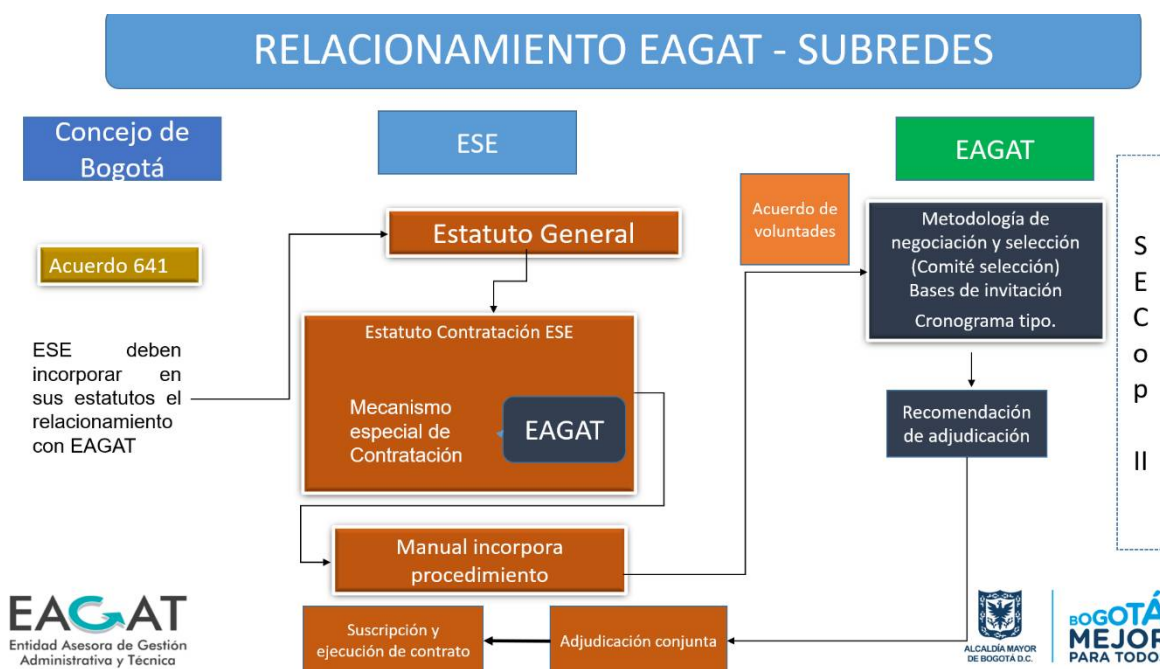 RELACIONAMIENTO EAGAT - SUBREDES
Concejo de
Bogotá
ESE
EAGAT
Acuerdo 641
ESE deben
incorporar en
sus estatutos el
relacionamiento
con EAGAT
Estatuto General
Estatuto Contratación ESE
Mecanismo
especial de
Contratación
EAGAT
Manual incorpora
procedimiento
Acuerdo de
voluntades
Metodología de
negociación y selección
(Comité selección)
Bases de invitación
Cronograma tipo.
Recomendación
de adjudicación
Adjudicación conjunta
Suscripción y
ejecución de contrato
S
E
C
o
p
II
EAGAT
Entidad Asesora de Gestión
Administrativa y Técnica
ALCALDÍA MAYOR
DE BOGOTÁ D.C.
BOGOTÁ
MEJOR
PARA TODOS